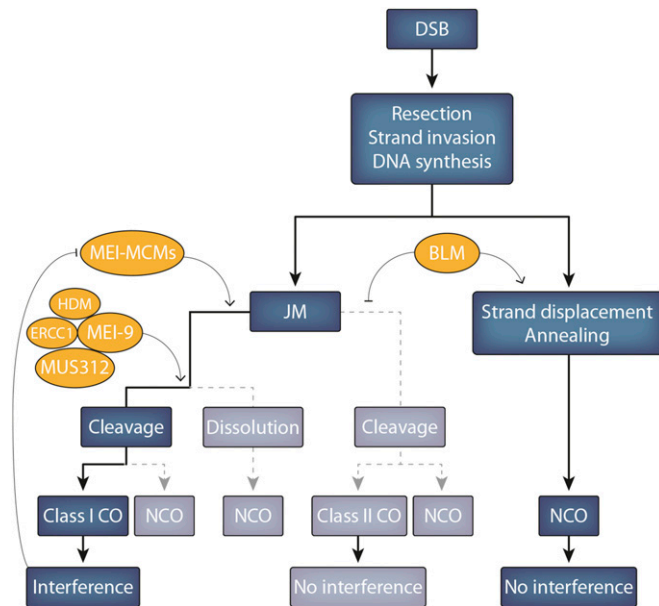 DSB
Resection
Strand invasion
DNA synthesis
MEI-MCMs
BLM
HDM
ERCC1
MEI-9
MUS312
JM
Strand displacement
Annealing
Cleavage
Dissolution
Cleavage
Class I CO
NCO
NCO
Class II CO
NCO
NCO
Interference
No interference
No interference